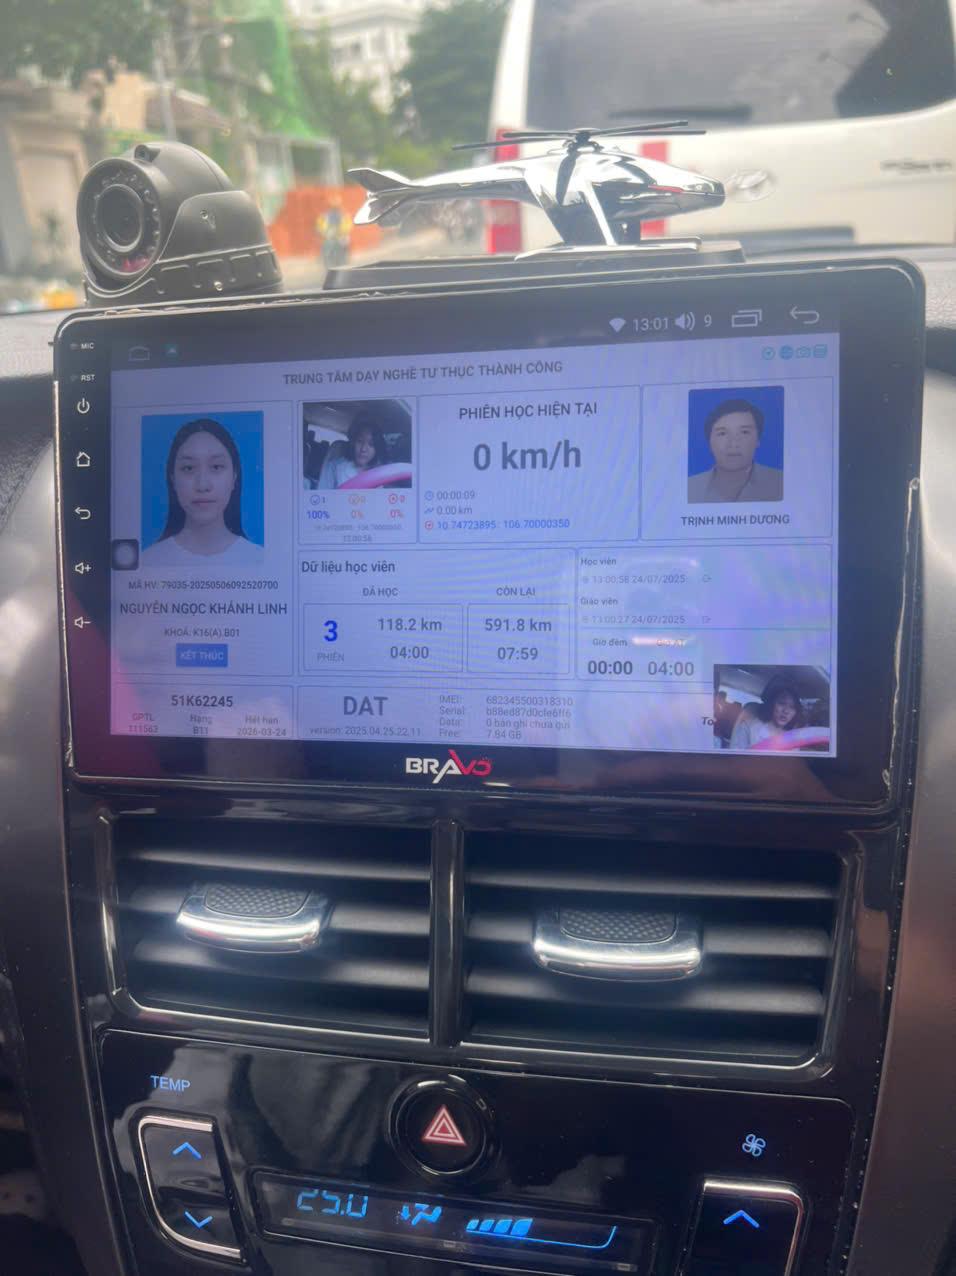 MIC
RST
13:01 9
TRUNG TÂM DẠY NGHỀ TƯ THỤC THÀNH CÔNG
MÃ HV: 79035-20250506092520700
NGUYỄN NGỌC KHÁNH LINH
KHOÁ: K16(A).B01
KẾT THÚC
1 0 0
100% 0% 0%
10.74723895 : 106.70000350
13:00:56
PHIÊN HỌC HIỆN TẠI
0 km/h
00:00:09
0.00 km
10.74723895 : 106.70000350
TRỊNH MINH DƯƠNG
Dữ liệu học viên
ĐÃ HỌC
CÒN LẠI
3
PHIÊN
118.2 km
04:00
591.8 km
07:59
Học viên
13:00:58 24/07/2025
Giáo viên
13:00:27 24/07/2025
Giờ đêm
Giờ AT
00:00
04:00
51K62245
GPTL
Hạng
Hết hạn
111563
B11
2026-03-24
DAT
version: 2025.04.25.22.11
IMEI: 682345500318310
Serial: b88ed87d0cfe6ff6
Data: 0 bản ghi chưa gửi
Free: 7.84 GB
BRAVO
TEMP
25.0